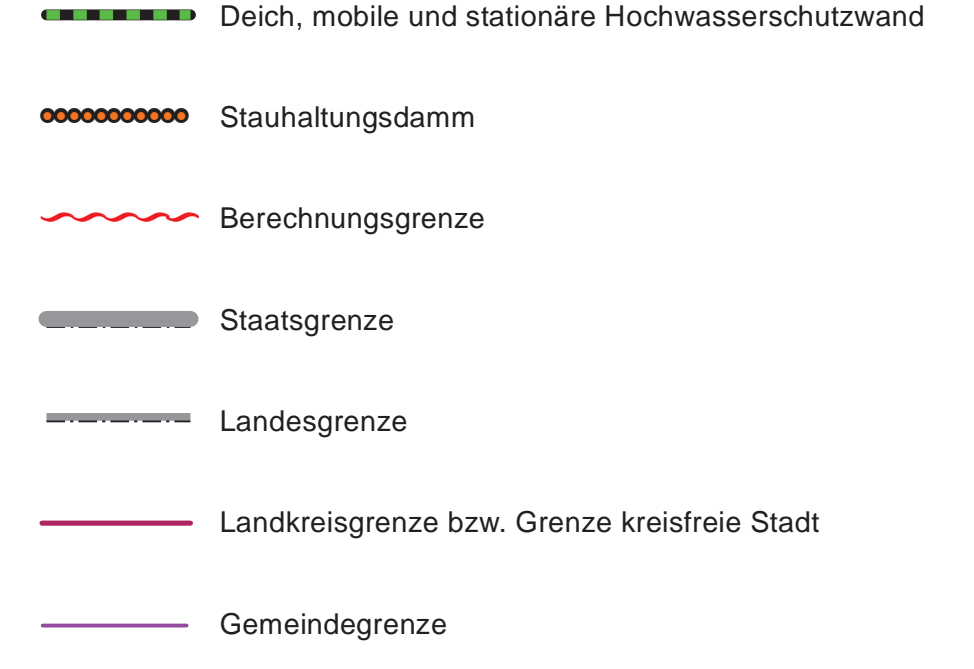 Deich, mobile und stationäre Hochwasserschutzwand
Stauhaltungsdamm
Berechnungsgrenze
Staatsgrenze
Landesgrenze
Landkreisgrenze bzw. Grenze kreisfreie Stadt
Gemeindegrenze